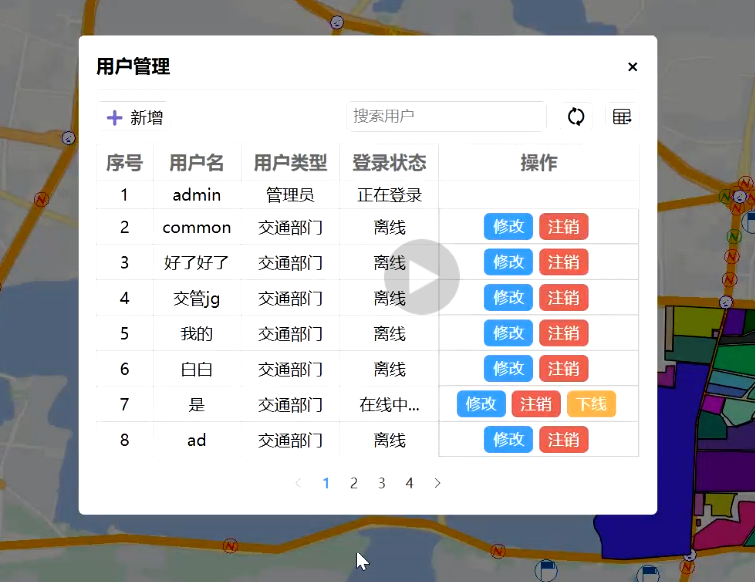 用户管理 ×
新增 搜索用户
序号 用户名 用户类型 登录状态 操作
1 admin 管理员 正在登录
2 common 交通部门 离线 修改 注销
3 好了好了 交通部门 离线 修改 注销
4 交管jg 交通部门 离线 修改 注销
5 我的 交通部门 离线 修改 注销
6 白白 交通部门 离线 修改 注销
7 是 交通部门 在线中... 修改 注销 下线
8 ad 交通部门 离线 修改 注销
1 2 3 4